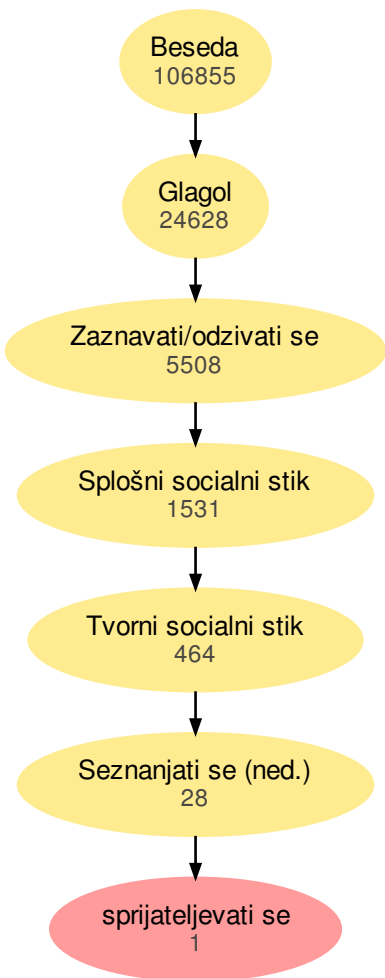 Beseda
106855
Glagol
24628
Zaznavati/odzivati se
5508
Splošni socialni stik
1531
Tvorni socialni stik
464
Seznanjati se (ned.)
28
sprijateljevati se
1